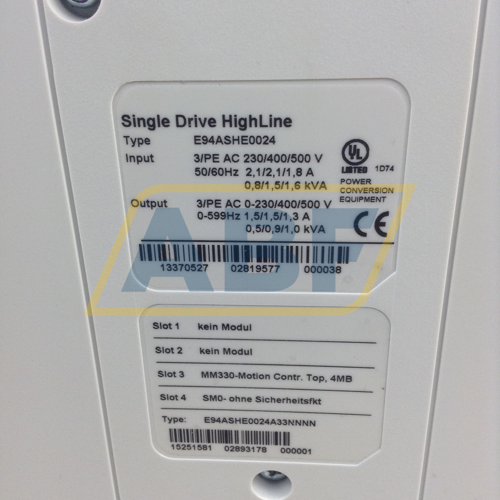 Single Drive HighLine
Type E94ASHE0024
Input 3/PE AC 230/400/500 V
50/60Hz 2,1/2,1/1,8 A
0,8/1,5/1,6 kVA
Output 3/PE AC 0-230/400/500 V
0-599Hz 1,5/1,5/1,3 A
0,5/0,9/1,0 kVA
UL
LISTED 1D74
POWER
CONVERSION
EQUIPMENT
CE
13370527 02819577 000038
ABF
Slot 1 kein Modul
Slot 2 kein Modul
Slot 3 MM330-Motion Contr. Top, 4MB
Slot 4 SM0- ohne Sicherheitsfkt
Type: E94ASHE0024A33NNNN
15251581 02893178 000001